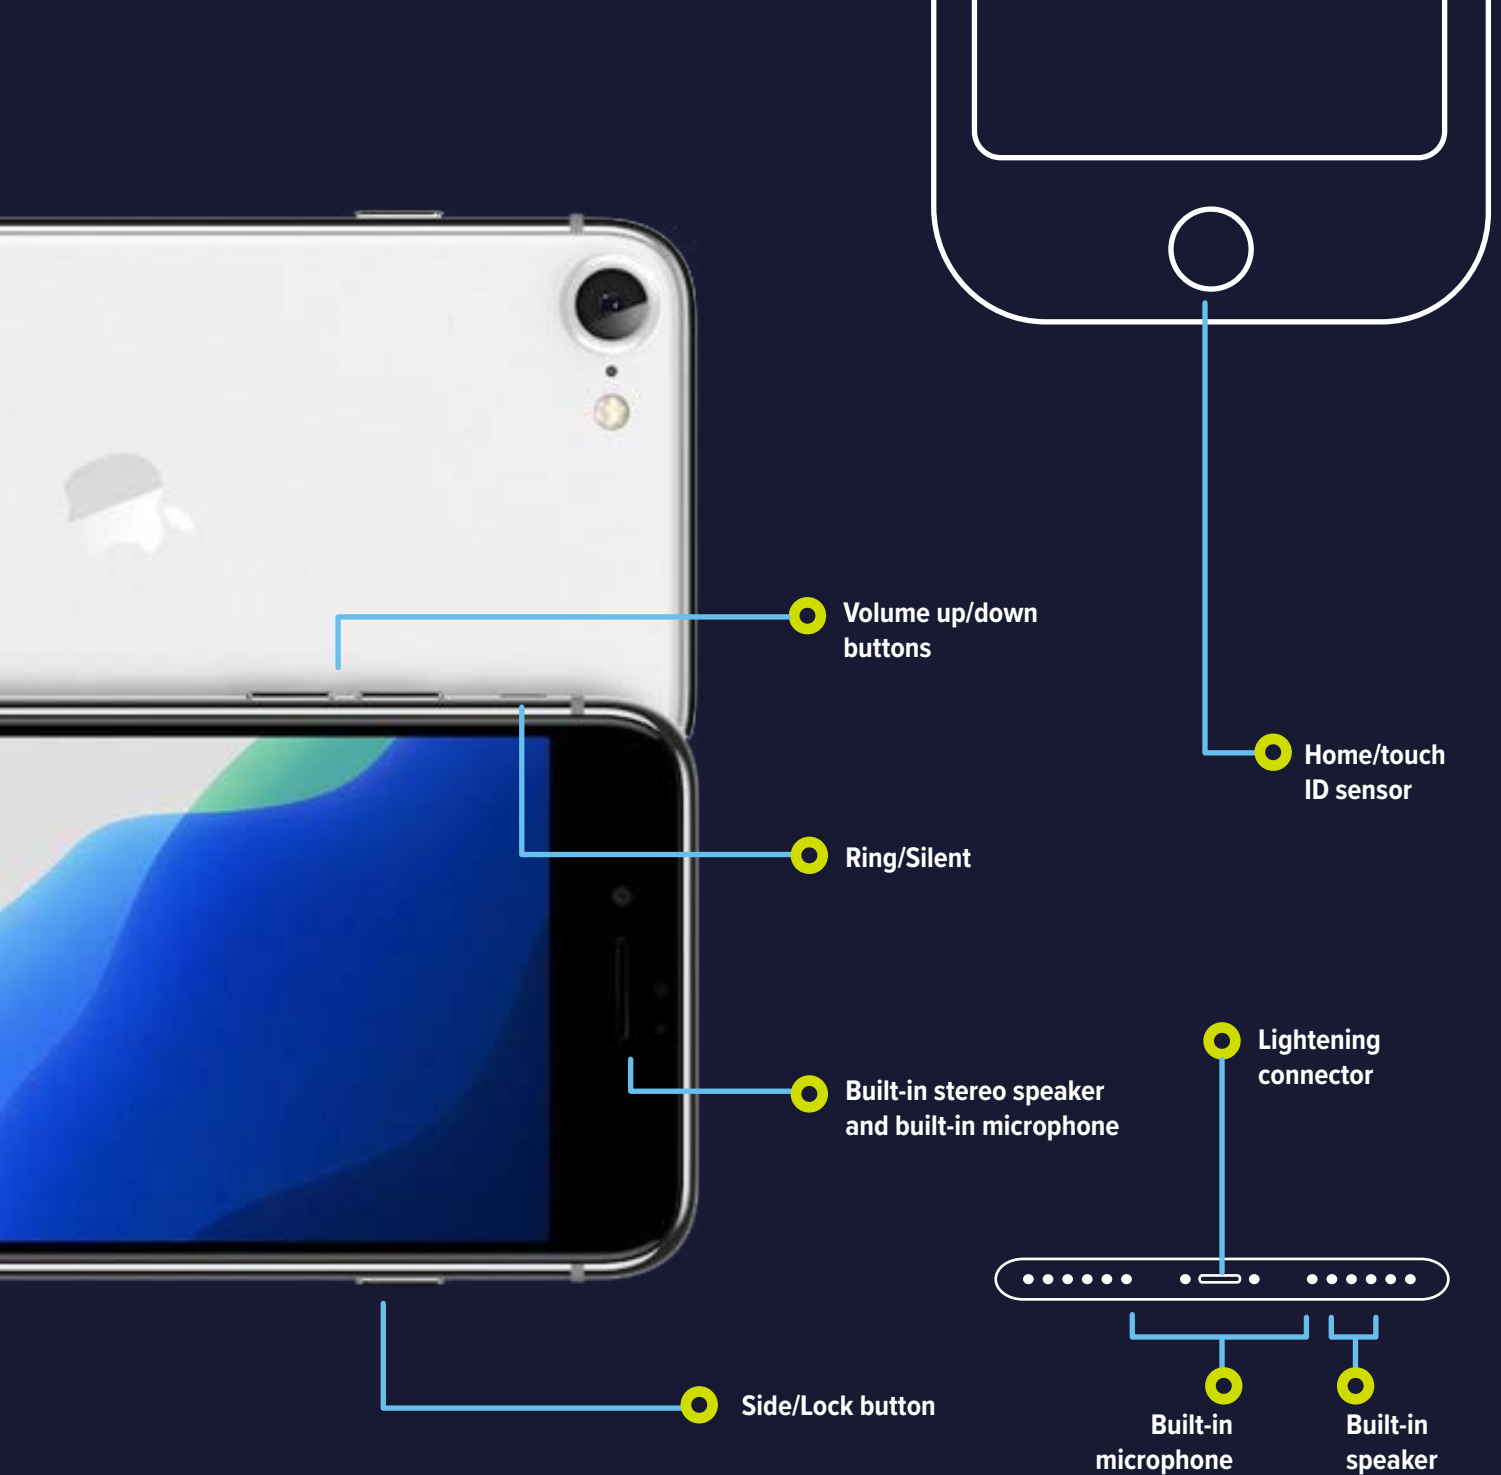 Volume up/down
buttons
Home/touch
ID sensor
Ring/Silent
Lightening
connector
Built-in stereo speaker
and built-in microphone
Side/Lock button
Built-in
microphone
Built-in
speaker